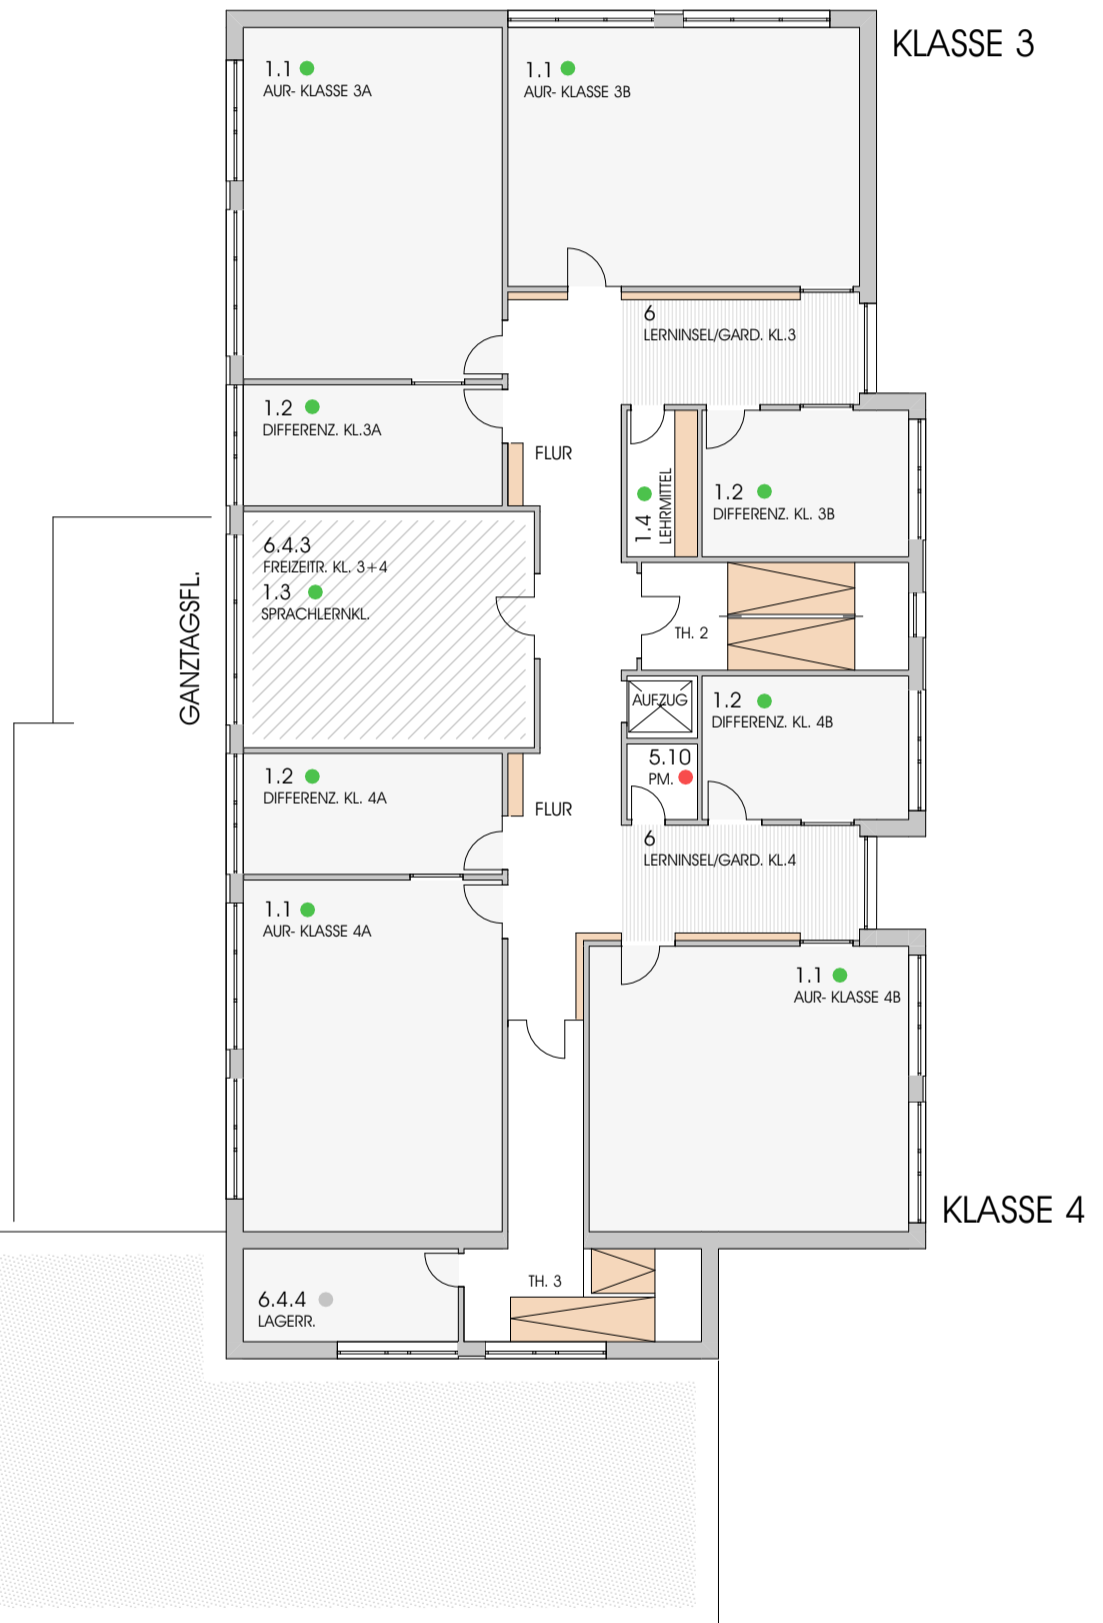 KLASSE 3
1.1
AUR- KLASSE 3A
1.1
AUR- KLASSE 3B
6
LERNINSEL/GARD. KL.3
1.2
DIFFERENZ. KL.3A
FLUR
1.4
LEHRMITTEL
1.2
DIFFERENZ. KL. 3B
GANZTAGSFL.
6.4.3
FREIZEITR. KL. 3+4
1.3
SPRACHLERNKL.
TH. 2
AUFZUG
1.2
DIFFERENZ. KL. 4B
5.10
PM.
1.2
DIFFERENZ. KL. 4A
FLUR
6
LERNINSEL/GARD. KL.4
1.1
AUR- KLASSE 4A
1.1
AUR- KLASSE 4B
KLASSE 4
6.4.4
LAGERR.
TH. 3